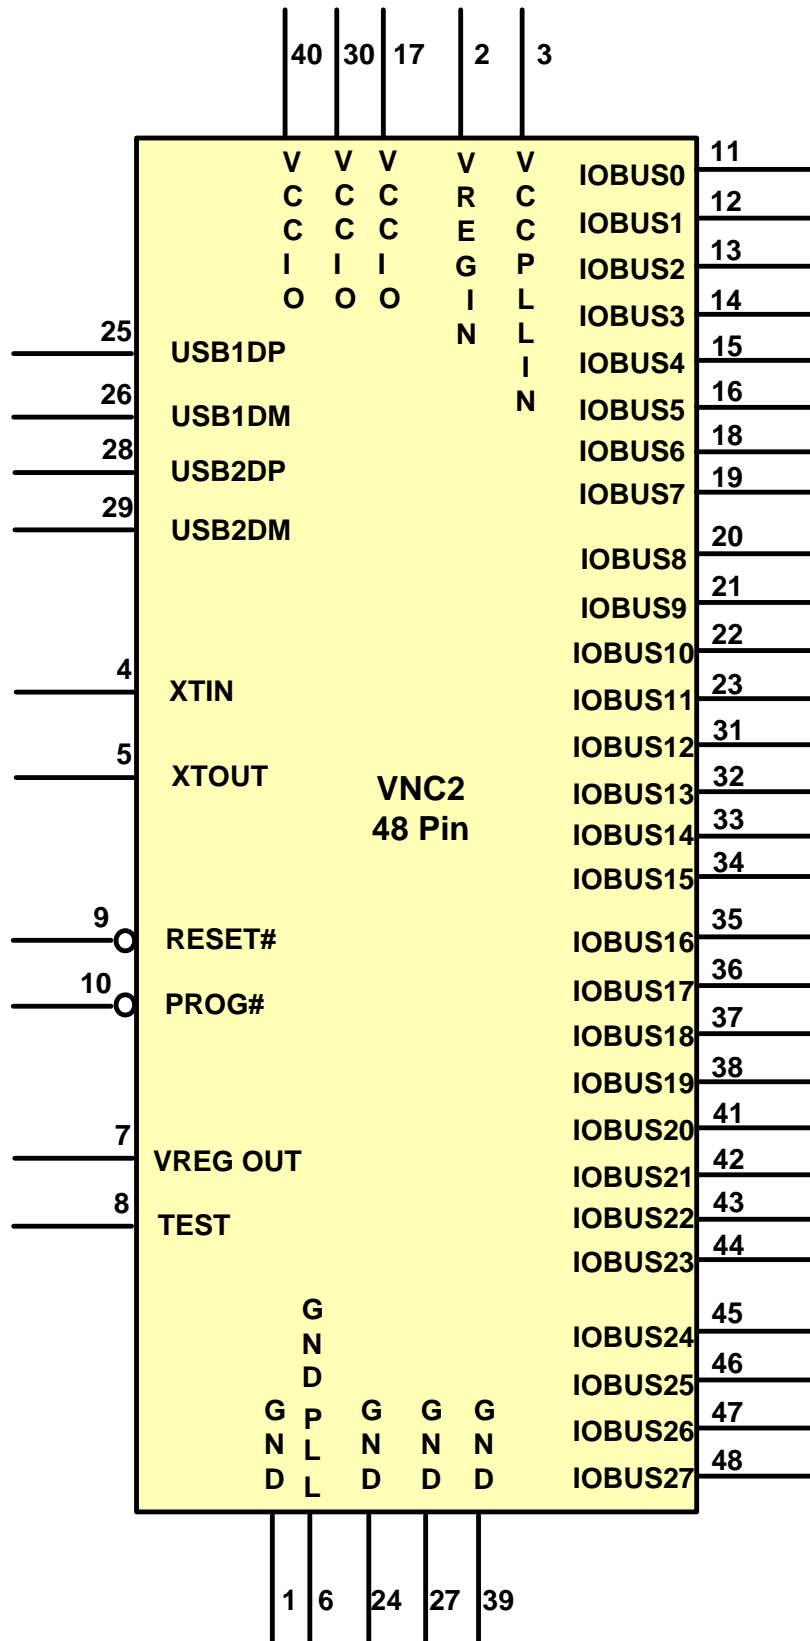 40 30 17 2 3
VCCIO VCCIO VCCIO VREGIN VCCPLLIN
25 USB1DP
26 USB1DM
28 USB2DP
29 USB2DM
4 XTIN
5 XTOUT
9 RESET#
10 PROG#
7 VREG OUT
8 TEST
VNC2
48 Pin
IOBUS0 11
IOBUS1 12
IOBUS2 13
IOBUS3 14
IOBUS4 15
IOBUS5 16
IOBUS6 18
IOBUS7 19
IOBUS8 20
IOBUS9 21
IOBUS10 22
IOBUS11 23
IOBUS12 31
IOBUS13 32
IOBUS14 33
IOBUS15 34
IOBUS16 35
IOBUS17 36
IOBUS18 37
IOBUS19 38
IOBUS20 41
IOBUS21 42
IOBUS22 43
IOBUS23 44
IOBUS24 45
IOBUS25 46
IOBUS26 47
IOBUS27 48
GND GND PLL GND GND GND
1 6 24 27 39